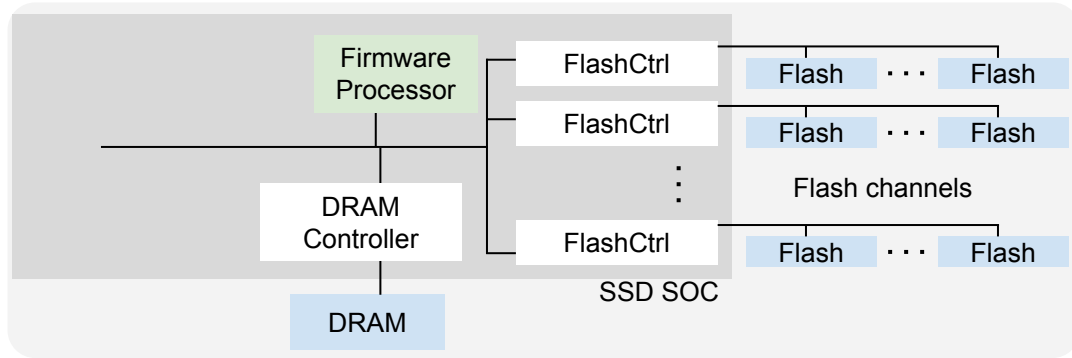 Firmware
Processor
FlashCtrl
Flash ··· Flash
FlashCtrl
Flash ··· Flash
DRAM
Controller
Flash channels
FlashCtrl
Flash ··· Flash
SSD SOC
DRAM